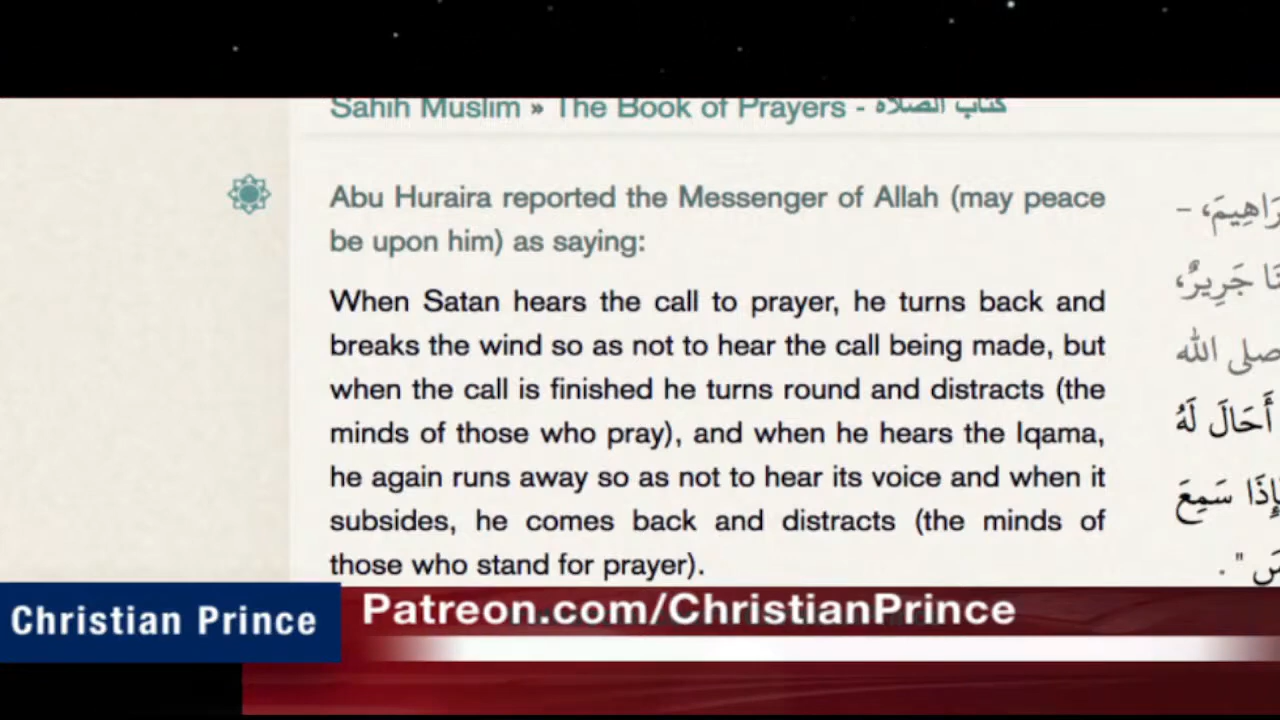 Sahih Muslim » The Book of Prayers - كتاب الصلاة
Abu Huraira reported the Messenger of Allah (may peace
be upon him) as saying:
When Satan hears the call to prayer, he turns back and
breaks the wind so as not to hear the call being made, but
when the call is finished he turns round and distracts (the
minds of those who pray), and when he hears the Iqama,
he again runs away so as not to hear its voice and when it
subsides, he comes back and distracts (the minds of
those who stand for prayer).
جَرِيرٌ،
صلى الله
أَحَالَ لَهُ
سَمِعَ
Christian Prince
Patreon.com/ChristianPrince